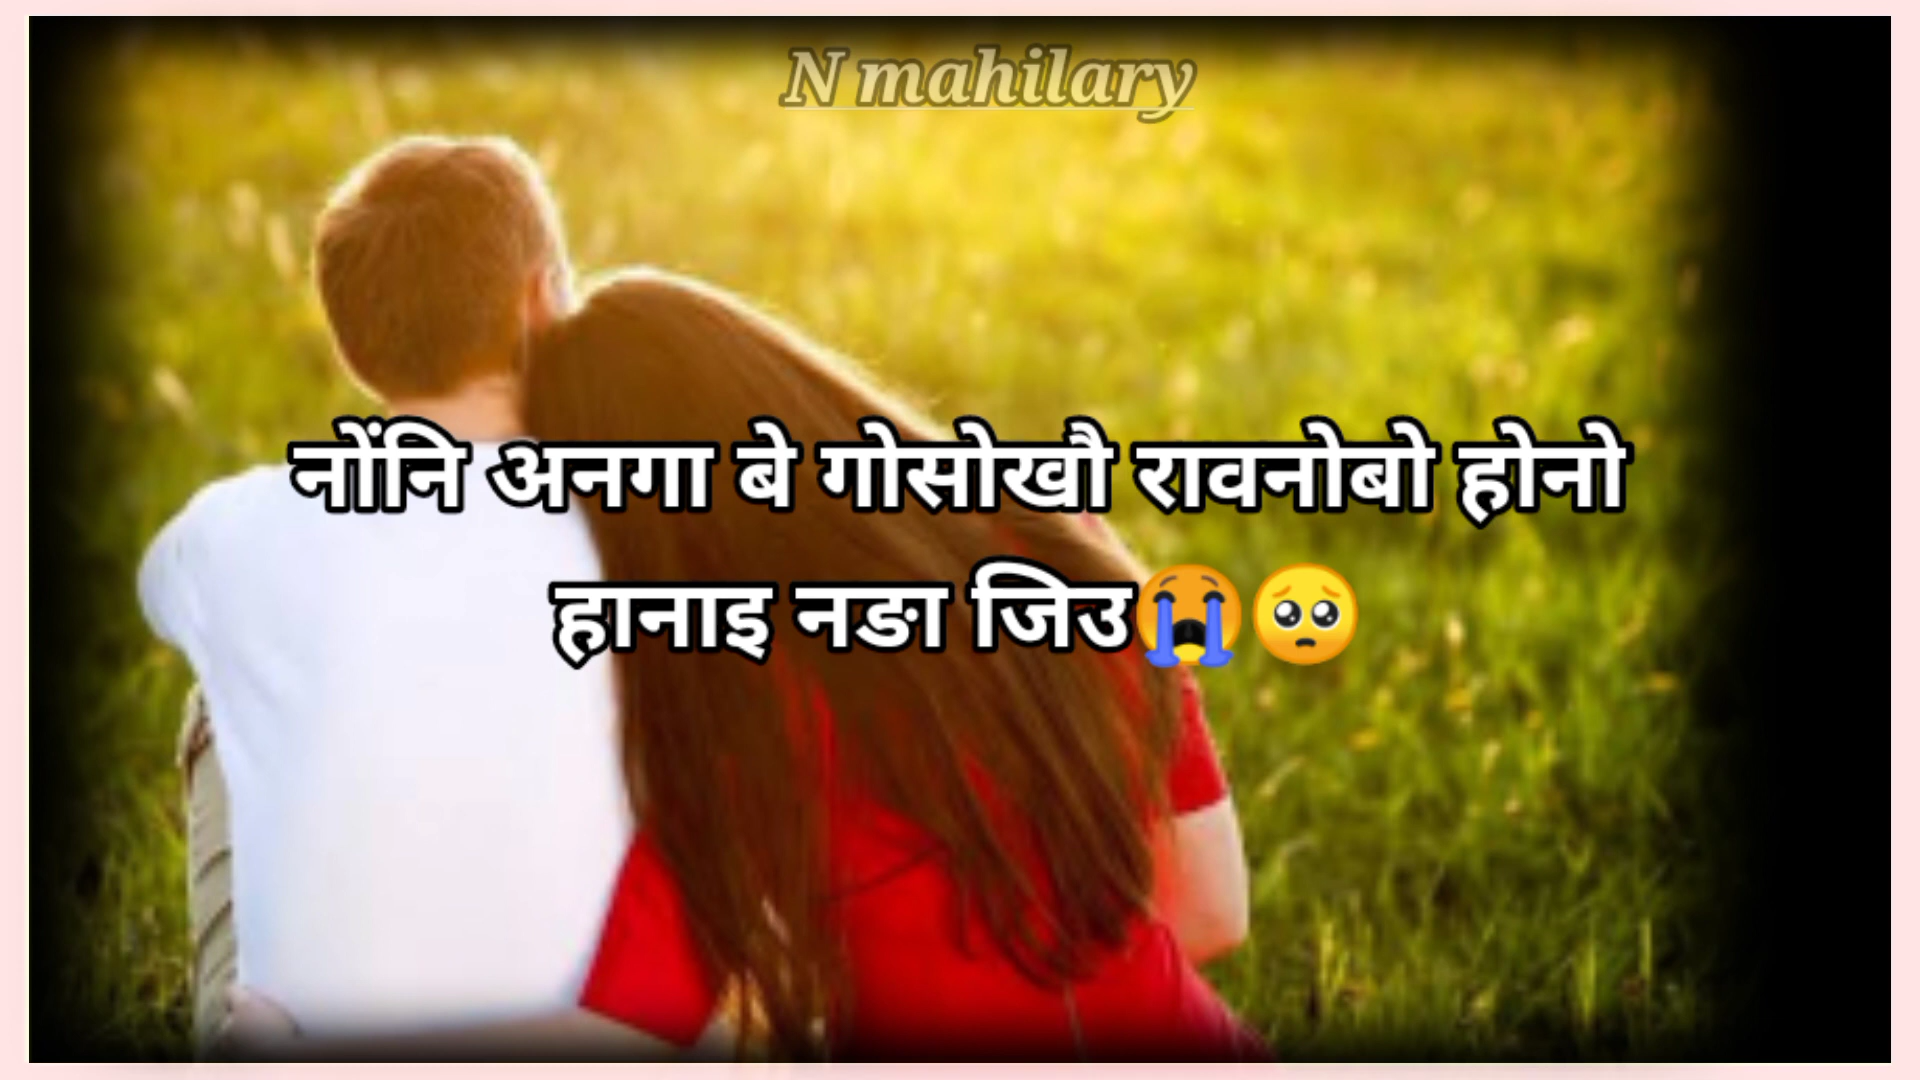 N mahilary
नोंनि अनगा बे गोसोखौ रावनोबो होनो
हानाइ नङा जिउ😭🥺